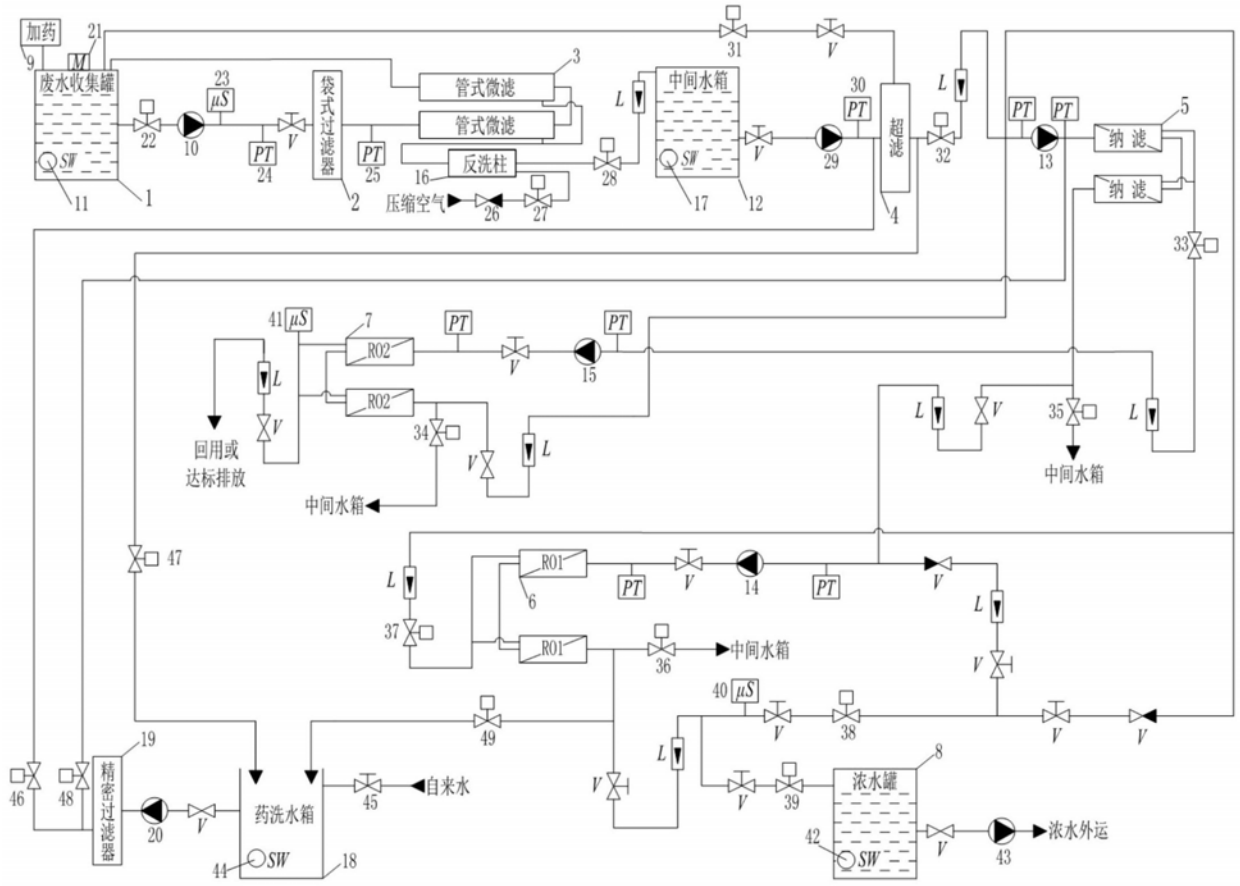 加药
21
9
M
废水收集罐
SW
11
1
22
10
23
μS
PT
24
V
袋式过滤器
2
PT
25
管式微滤
3
管式微滤
16
反洗柱
压缩空气
26
27
28
L
中间水箱
SW
17
12
V
29
30
PT
31
V
超滤
4
32
L
PT
PT
13
纳滤
5
纳滤
33
41
μS
7
RO2
PT
V
15
PT
L
V
RO2
34
V
L
回用或
达标排放
中间水箱
L
V
35
L
中间水箱
47
L
37
RO1
6
PT
V
14
PT
V
L
RO1
36
中间水箱
V
49
40
μS
V
38
V
V
L
V
19
46
48
精密过滤器
20
V
药洗水箱
44
SW
18
45
自来水
V
39
浓水罐
8
42
SW
V
43
浓水外运